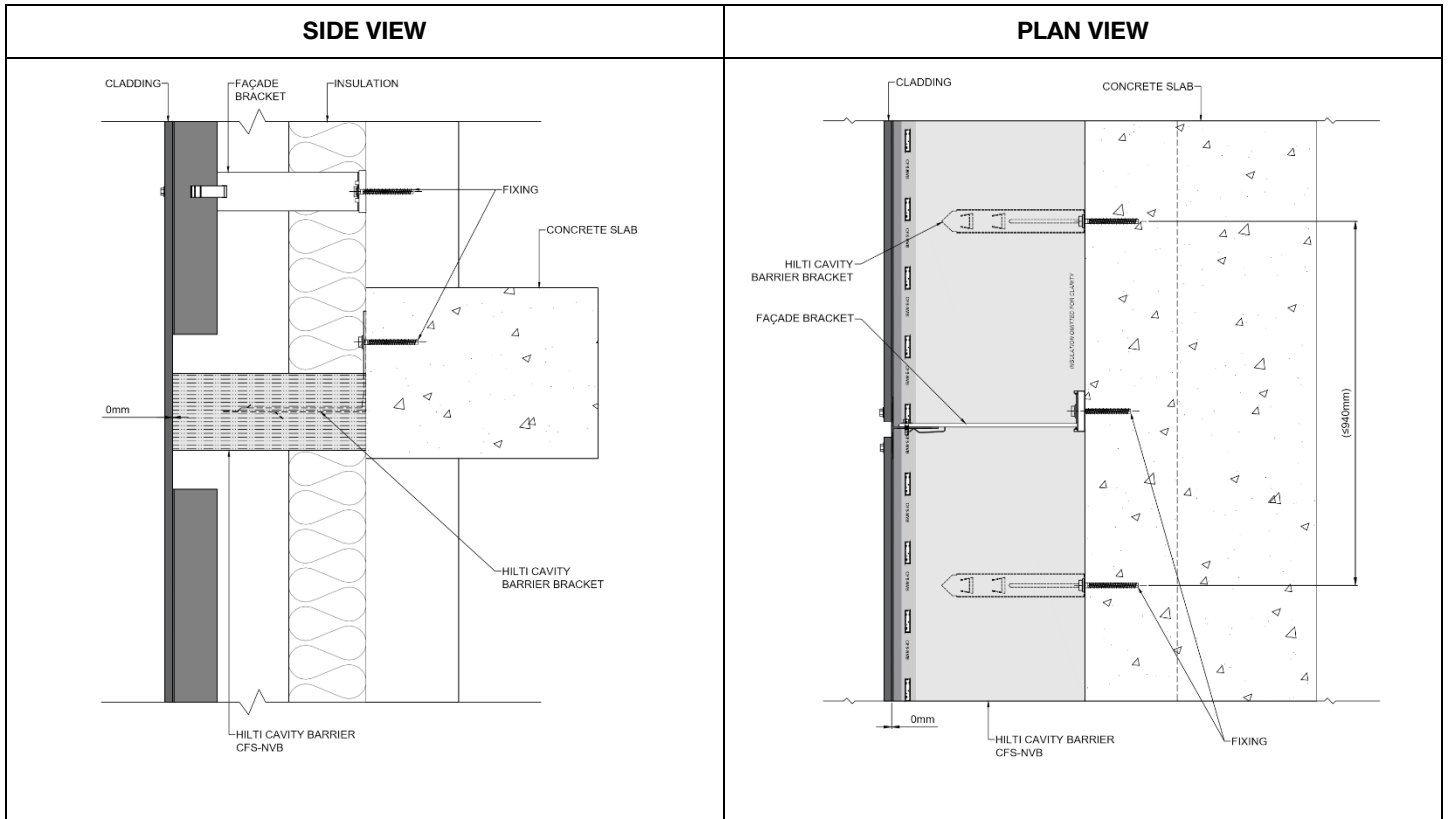 SIDE VIEW
CLADDING
FAÇADE
BRACKET
INSULATION
FIXING
CONCRETE SLAB
0mm
HILTI CAVITY
BARRIER BRACKET
HILTI CAVITY BARRIER
CFS-NVB
PLAN VIEW
CLADDING
CONCRETE SLAB
HILTI CAVITY
BARRIER BRACKET
INSULATION OMITTED FOR CLARITY
FAÇADE BRACKET
(≤940mm)
0mm
HILTI CAVITY BARRIER
CFS-NVB
FIXING